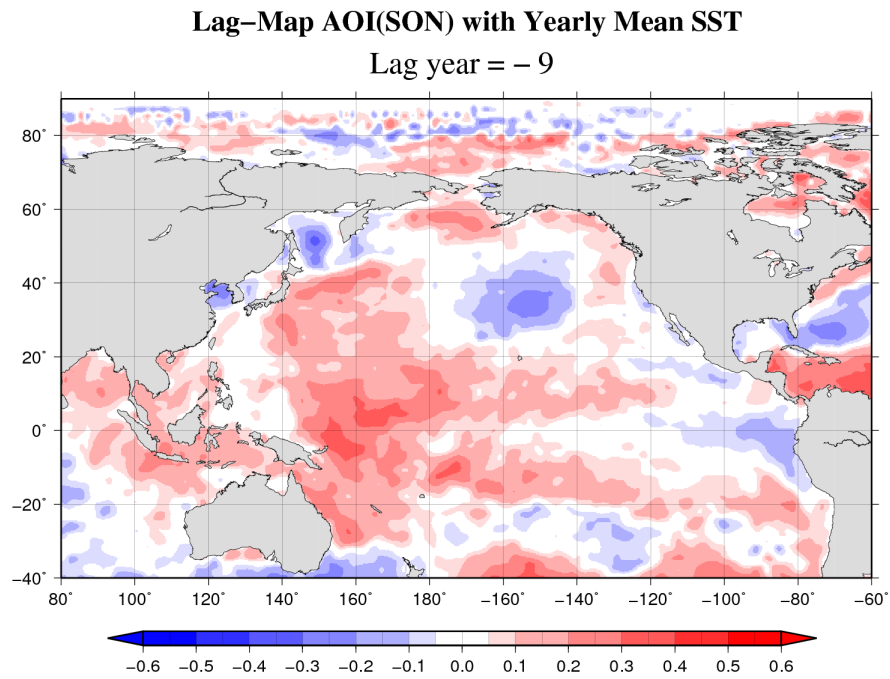 Lag−Map AOI(SON) with Yearly Mean SST
Lag year = − 9
80˚
60˚
40˚
20˚
0˚
−20˚
−40˚
80 100 120 140 160 180 −160˚ −140˚ −120˚ −100˚ −80˚ −60˚
−0.6 −0.5 −0.4 −0.3 −0.2 −0.1 0.0 0.1 0.2 0.3 0.4 0.5 0.6